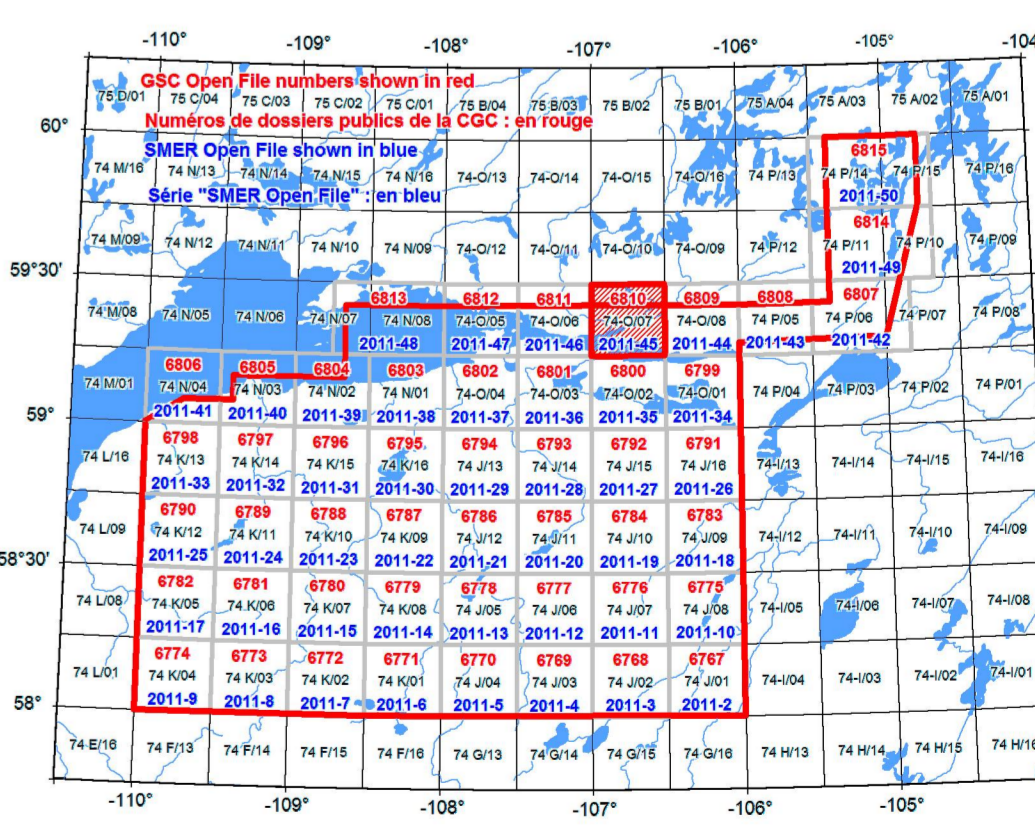 -110° -109° -108° -107° -106° -105° -104
GSC Open File numbers shown in red
75 D/01 75 C/04 75 C/03 75 C/02 75 C/01 75 B/04 75 B/03 75 B/02 75 B/01 75 A/04 75 A/03 75 A/02 75 A/01
Numéros de dossiers publics de la CGC : en rouge
60°
SMER Open File shown in blue
6815
74 M/16 74 N/13 74 N/14 74 N/15 74 N/16 74-O/13 74-O/14 74-O/15 74-O/16 74 P/13 74 P/14 74 P/15 74 P/16
Série "SMER Open File" : en bleu
2011-50
6814
74 M/09 74 N/12 74 N/11 74 N/10 74 N/09 74-O/12 74-O/11 74-O/10 74-O/09 74 P/12 74 P/11 74 P/10 74 P/09
59°30'
2011-49
6813 6812 6811 6810 6809 6808 6807
74 M/08 74 N/05 74 N/06 74 N/07 74 N/08 74-O/05 74-O/06 74-O/07 74-O/08 74 P/05 74 P/06 74 P/07 74 P/08
2011-48 2011-47 2011-46 2011-45 2011-44 2011-43 2011-42
6806 6805 6804 6803 6802 6801 6800 6799
74 M/01 74 N/04 74 N/03 74 N/02 74 N/01 74-O/04 74-O/03 74-O/02 74-O/01 74 P/04 74 P/03 74 P/02 74 P/01
59° 2011-41 2011-40 2011-39 2011-38 2011-37 2011-36 2011-35 2011-34
6798 6797 6796 6795 6794 6793 6792 6791
74 L/16 74 K/13 74 K/14 74 K/15 74 K/16 74 J/13 74 J/14 74 J/15 74 J/16 74-I/13 74-I/14 74-I/15 74-I/16
2011-33 2011-32 2011-31 2011-30 2011-29 2011-28 2011-27 2011-26
6790 6789 6788 6787 6786 6785 6784 6783
74 L/09 74 K/12 74 K/11 74 K/10 74 K/09 74 J/12 74 J/11 74 J/10 74 J/09 74-I/12 74-I/11 74-I/10 74-I/09
58°30' 2011-25 2011-24 2011-23 2011-22 2011-21 2011-20 2011-19 2011-18
6782 6781 6780 6779 6778 6777 6776 6775
74 L/08 74 K/05 74 K/06 74 K/07 74 K/08 74 J/05 74 J/06 74 J/07 74 J/08 74-I/05 74-I/06 74-I/07 74-I/08
2011-17 2011-16 2011-15 2011-14 2011-13 2011-12 2011-11 2011-10
6774 6773 6772 6771 6770 6769 6768 6767
74 L/01 74 K/04 74 K/03 74 K/02 74 K/01 74 J/04 74 J/03 74 J/02 74 J/01 74-I/04 74-I/03 74-I/02 74-I/01
58° 2011-9 2011-8 2011-7 2011-6 2011-5 2011-4 2011-3 2011-2
74 E/16 74 F/13 74 F/14 74 F/15 74 F/16 74 G/13 74 G/14 74 G/15 74 G/16 74 H/13 74 H/14 74 H/15 74 H/16
-110° -109° -108° -107° -106° -105°